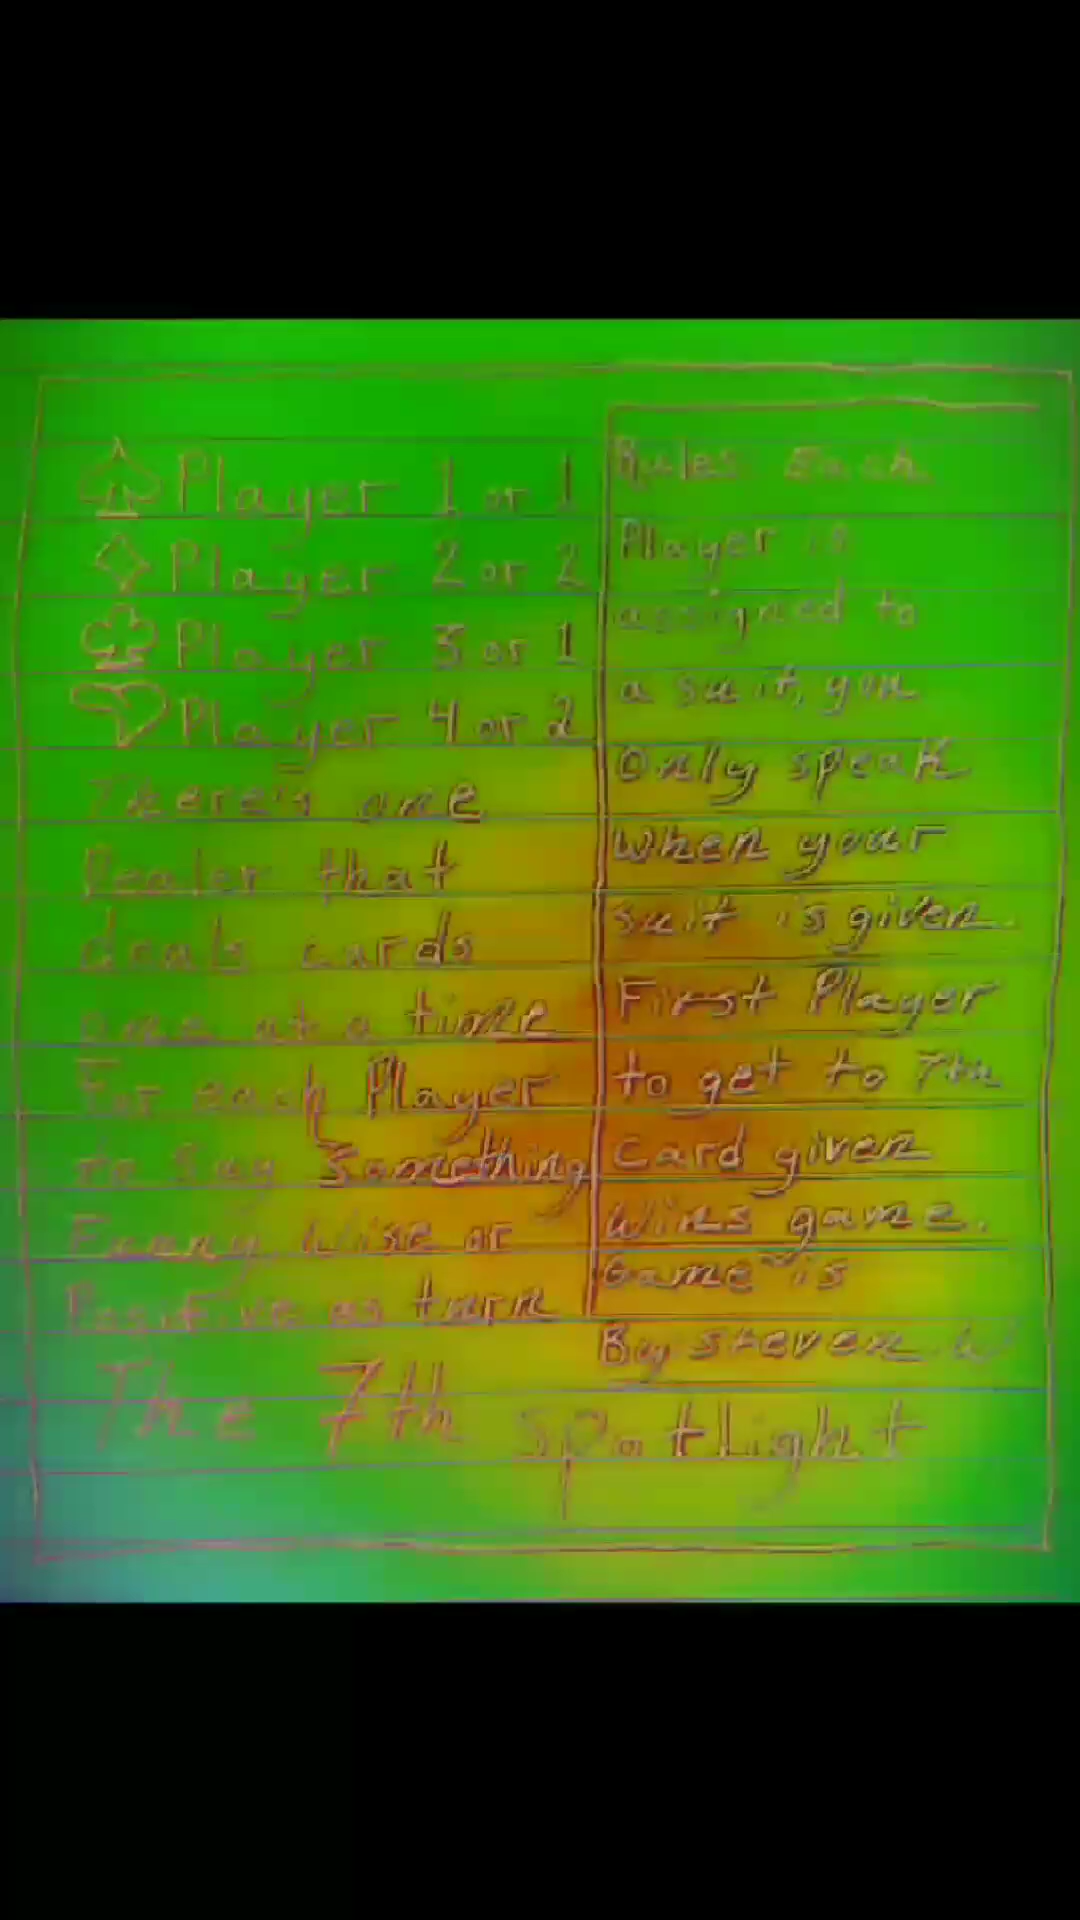 ♠ Player 1 or 1
♢ Player 2 or 2
♣ Player 3 or 1
♡ Player 4 or 2
There's one
Dealer that
deals cards
one at a time
For each Player
to say something
Funny, Wise or
Positive as turn
Rules Each
Player is
assigned to
a suit, you
Only speak
when your
suit is given.
First Player
to get to 7th
card given
Wins game.
Game is
By Steven W
The 7th spotlight